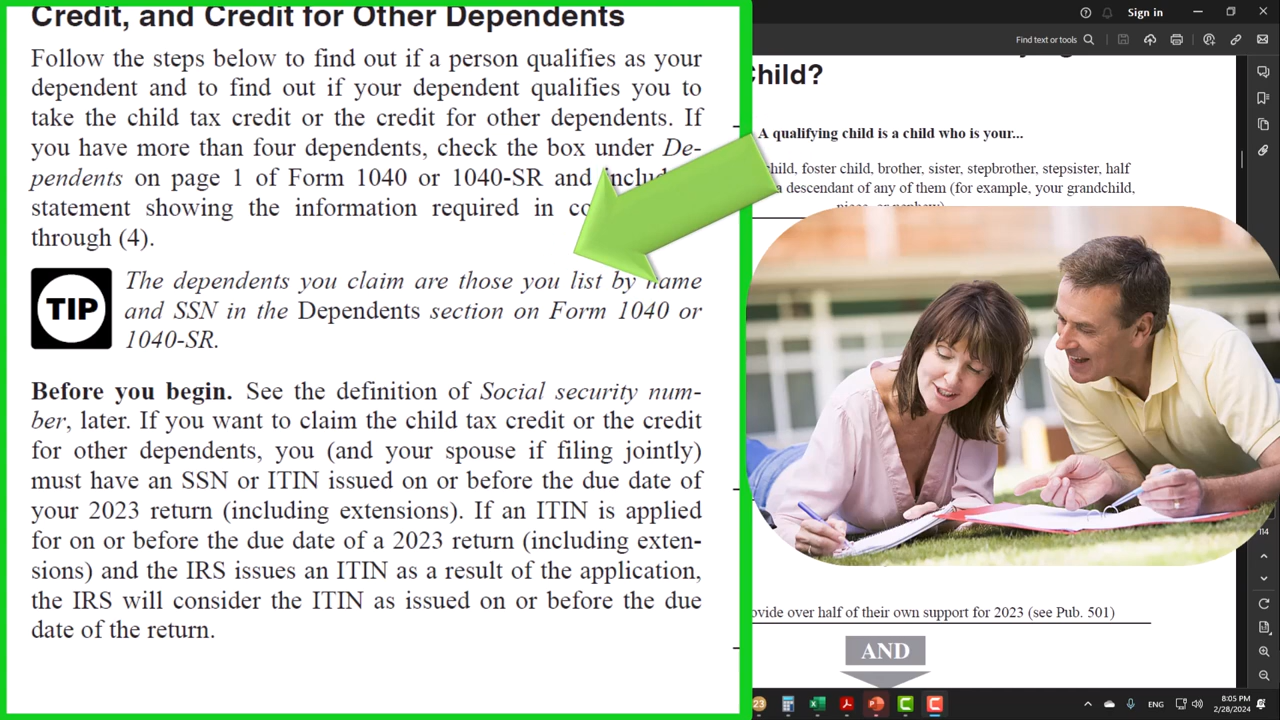 Credit, and Credit for Other Dependents
Follow the steps below to find out if a person qualifies as your
dependent and to find out if your dependent qualifies you to
take the child tax credit or the credit for other dependents. If
you have more than four dependents, check the box under De-
pendents on page 1 of Form 1040 or 1040-SR and include
statement showing the information required in co
through (4).
TIP
The dependents you claim are those you list by name
and SSN in the Dependents section on Form 1040 or
1040-SR.
Before you begin. See the definition of Social security num-
ber, later. If you want to claim the child tax credit or the credit
for other dependents, you (and your spouse if filing jointly)
must have an SSN or ITIN issued on or before the due date of
your 2023 return (including extensions). If an ITIN is applied
for on or before the due date of a 2023 return (including exten-
sions) and the IRS issues an ITIN as a result of the application,
the IRS will consider the ITIN as issued on or before the due
date of the return.
Sign in
Find text or tools
Child?
A qualifying child is a child who is your...
child, foster child, brother, sister, stepbrother, stepsister, half
a descendant of any of them (for example, your grandchild,
niece, or nephew)
ovide over half of their own support for 2023 (see Pub. 501)
AND
114
23
ENG
8:05 PM
2/28/2024